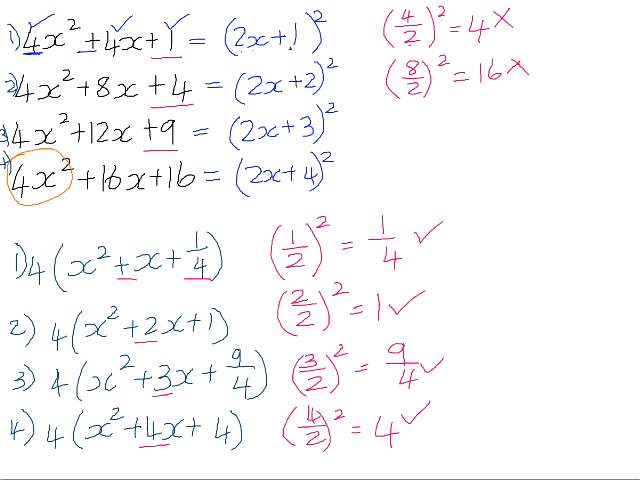 1) 4x² + 4x + 1 = (2x + 1)² (4/2)² = 4 ×
2) 4x² + 8x + 4 = (2x + 2)² (8/2)² = 16 ×
3) 4x² + 12x + 9 = (2x + 3)²
4) 4x² + 16x + 16 = (2x + 4)²
1) 4(x² + x + 1/4) (1/2)² = 1/4 ✓
2) 4(x² + 2x + 1) (2/2)² = 1 ✓
3) 4(x² + 3x + 9/4) (3/2)² = 9/4 ✓
4) 4(x² + 4x + 4) (4/2)² = 4 ✓